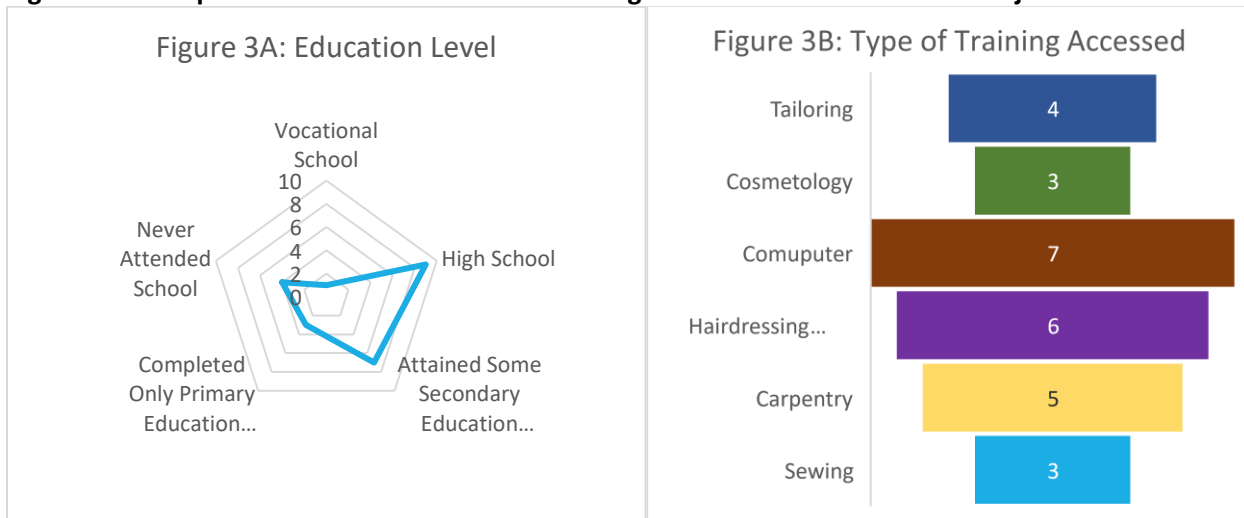 Figure 3A: Education Level
Vocational
School
10
8
6
4
2
0
High School
Attained Some
Secondary
Education...
Completed
Only Primary
Education...
Never
Attended
School
Figure 3B: Type of Training Accessed
Tailoring
4
Cosmetology
3
Comuputer
7
Hairdressing...
6
Carpentry
5
Sewing
3